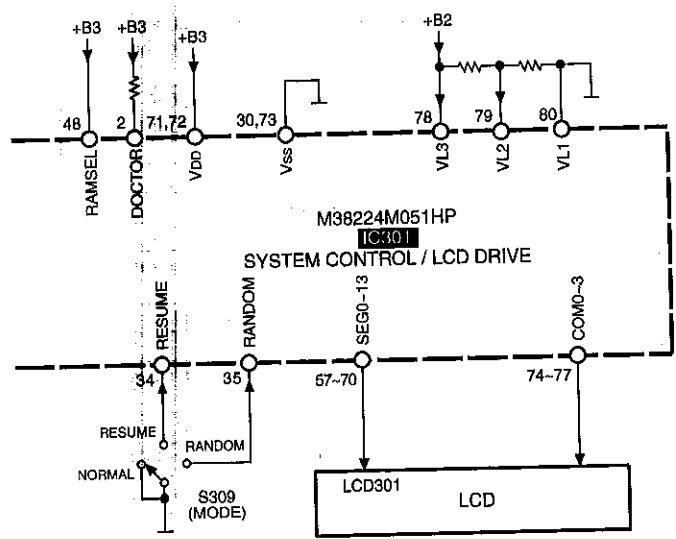 +B3
+B3
+B3
+B2
48
2
71,72
30,73
78
79
80
RAMSEL
DOCTOR
VDD
Vss
VL3
VL2
VL1
M38224M051HP
IC301
SYSTEM CONTROL / LCD DRIVE
RESUME
RANDOM
SEG0~13
COM0~3
34
35
57~70
74~77
RESUME
RANDOM
NORMAL
S309
(MODE)
LCD301
LCD